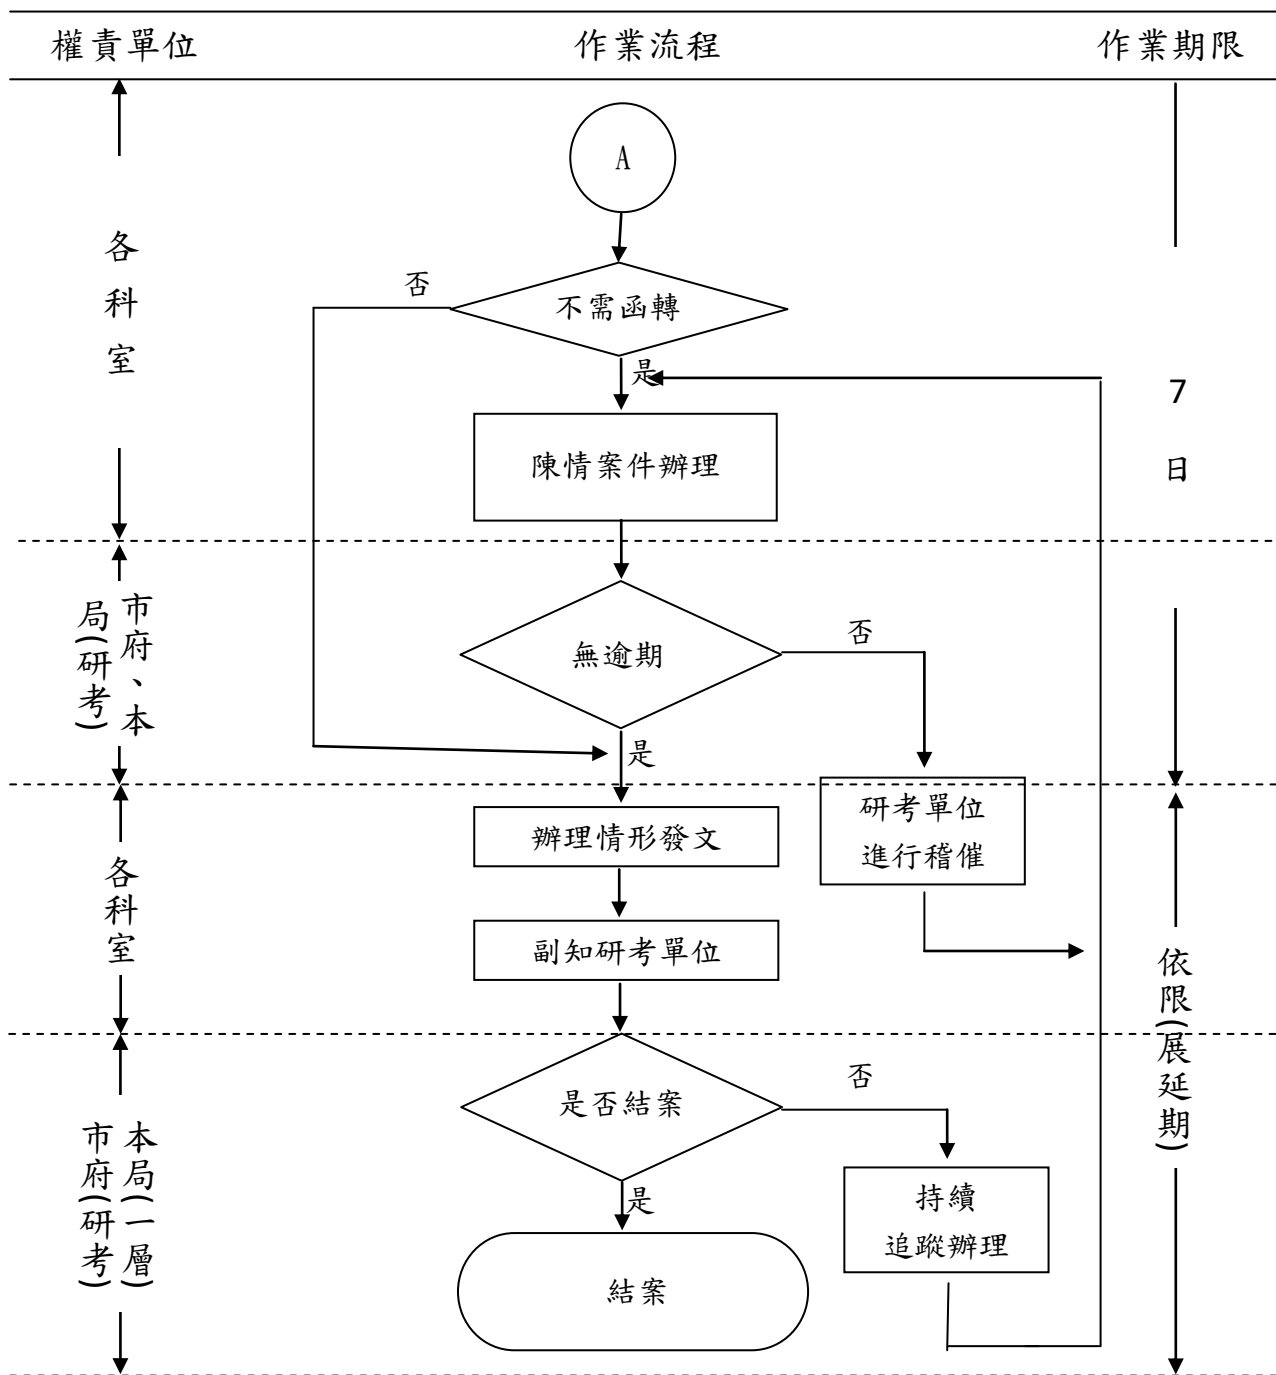 權責單位 作業流程 作業期限
A
各科室
否
不需函轉
是
7日
陳情案件辦理
市府、本局(研考)
無逾期
否
是
各科室
辦理情形發文
研考單位
進行稽催
副知研考單位
依限(展延期)
是否結案
否
本局(一層)
市府(研考)
是
持續
追蹤辦理
結案